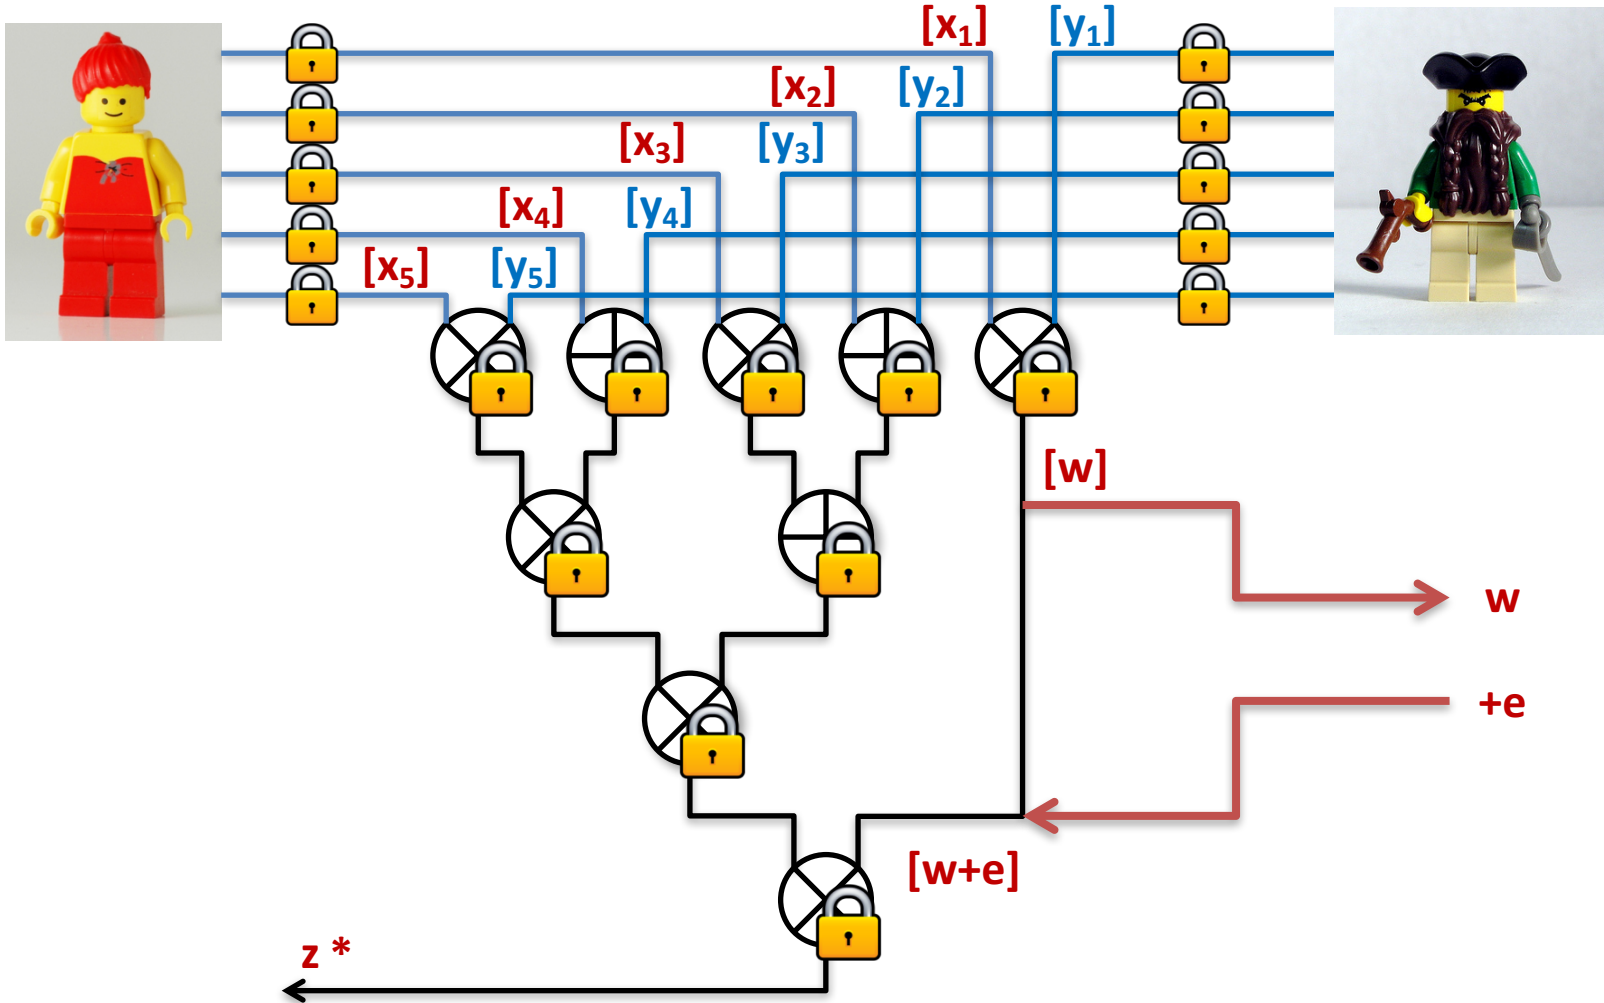 [x₁] [y₁]
[x₂] [y₂]
[x₃] [y₃]
[x₄] [y₄]
[x₅] [y₅]
[w]
w
+e
[w+e]
z *